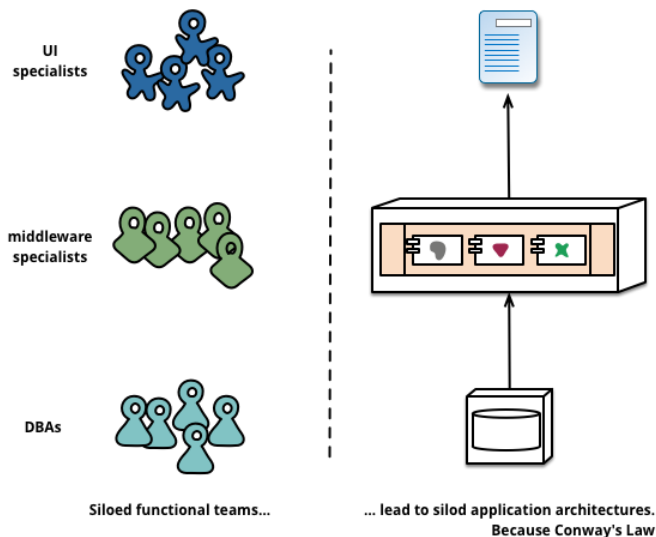 UI
specialists
middleware
specialists
DBAs
Siloed functional teams...
... lead to silod application architectures.
Because Conway's Law